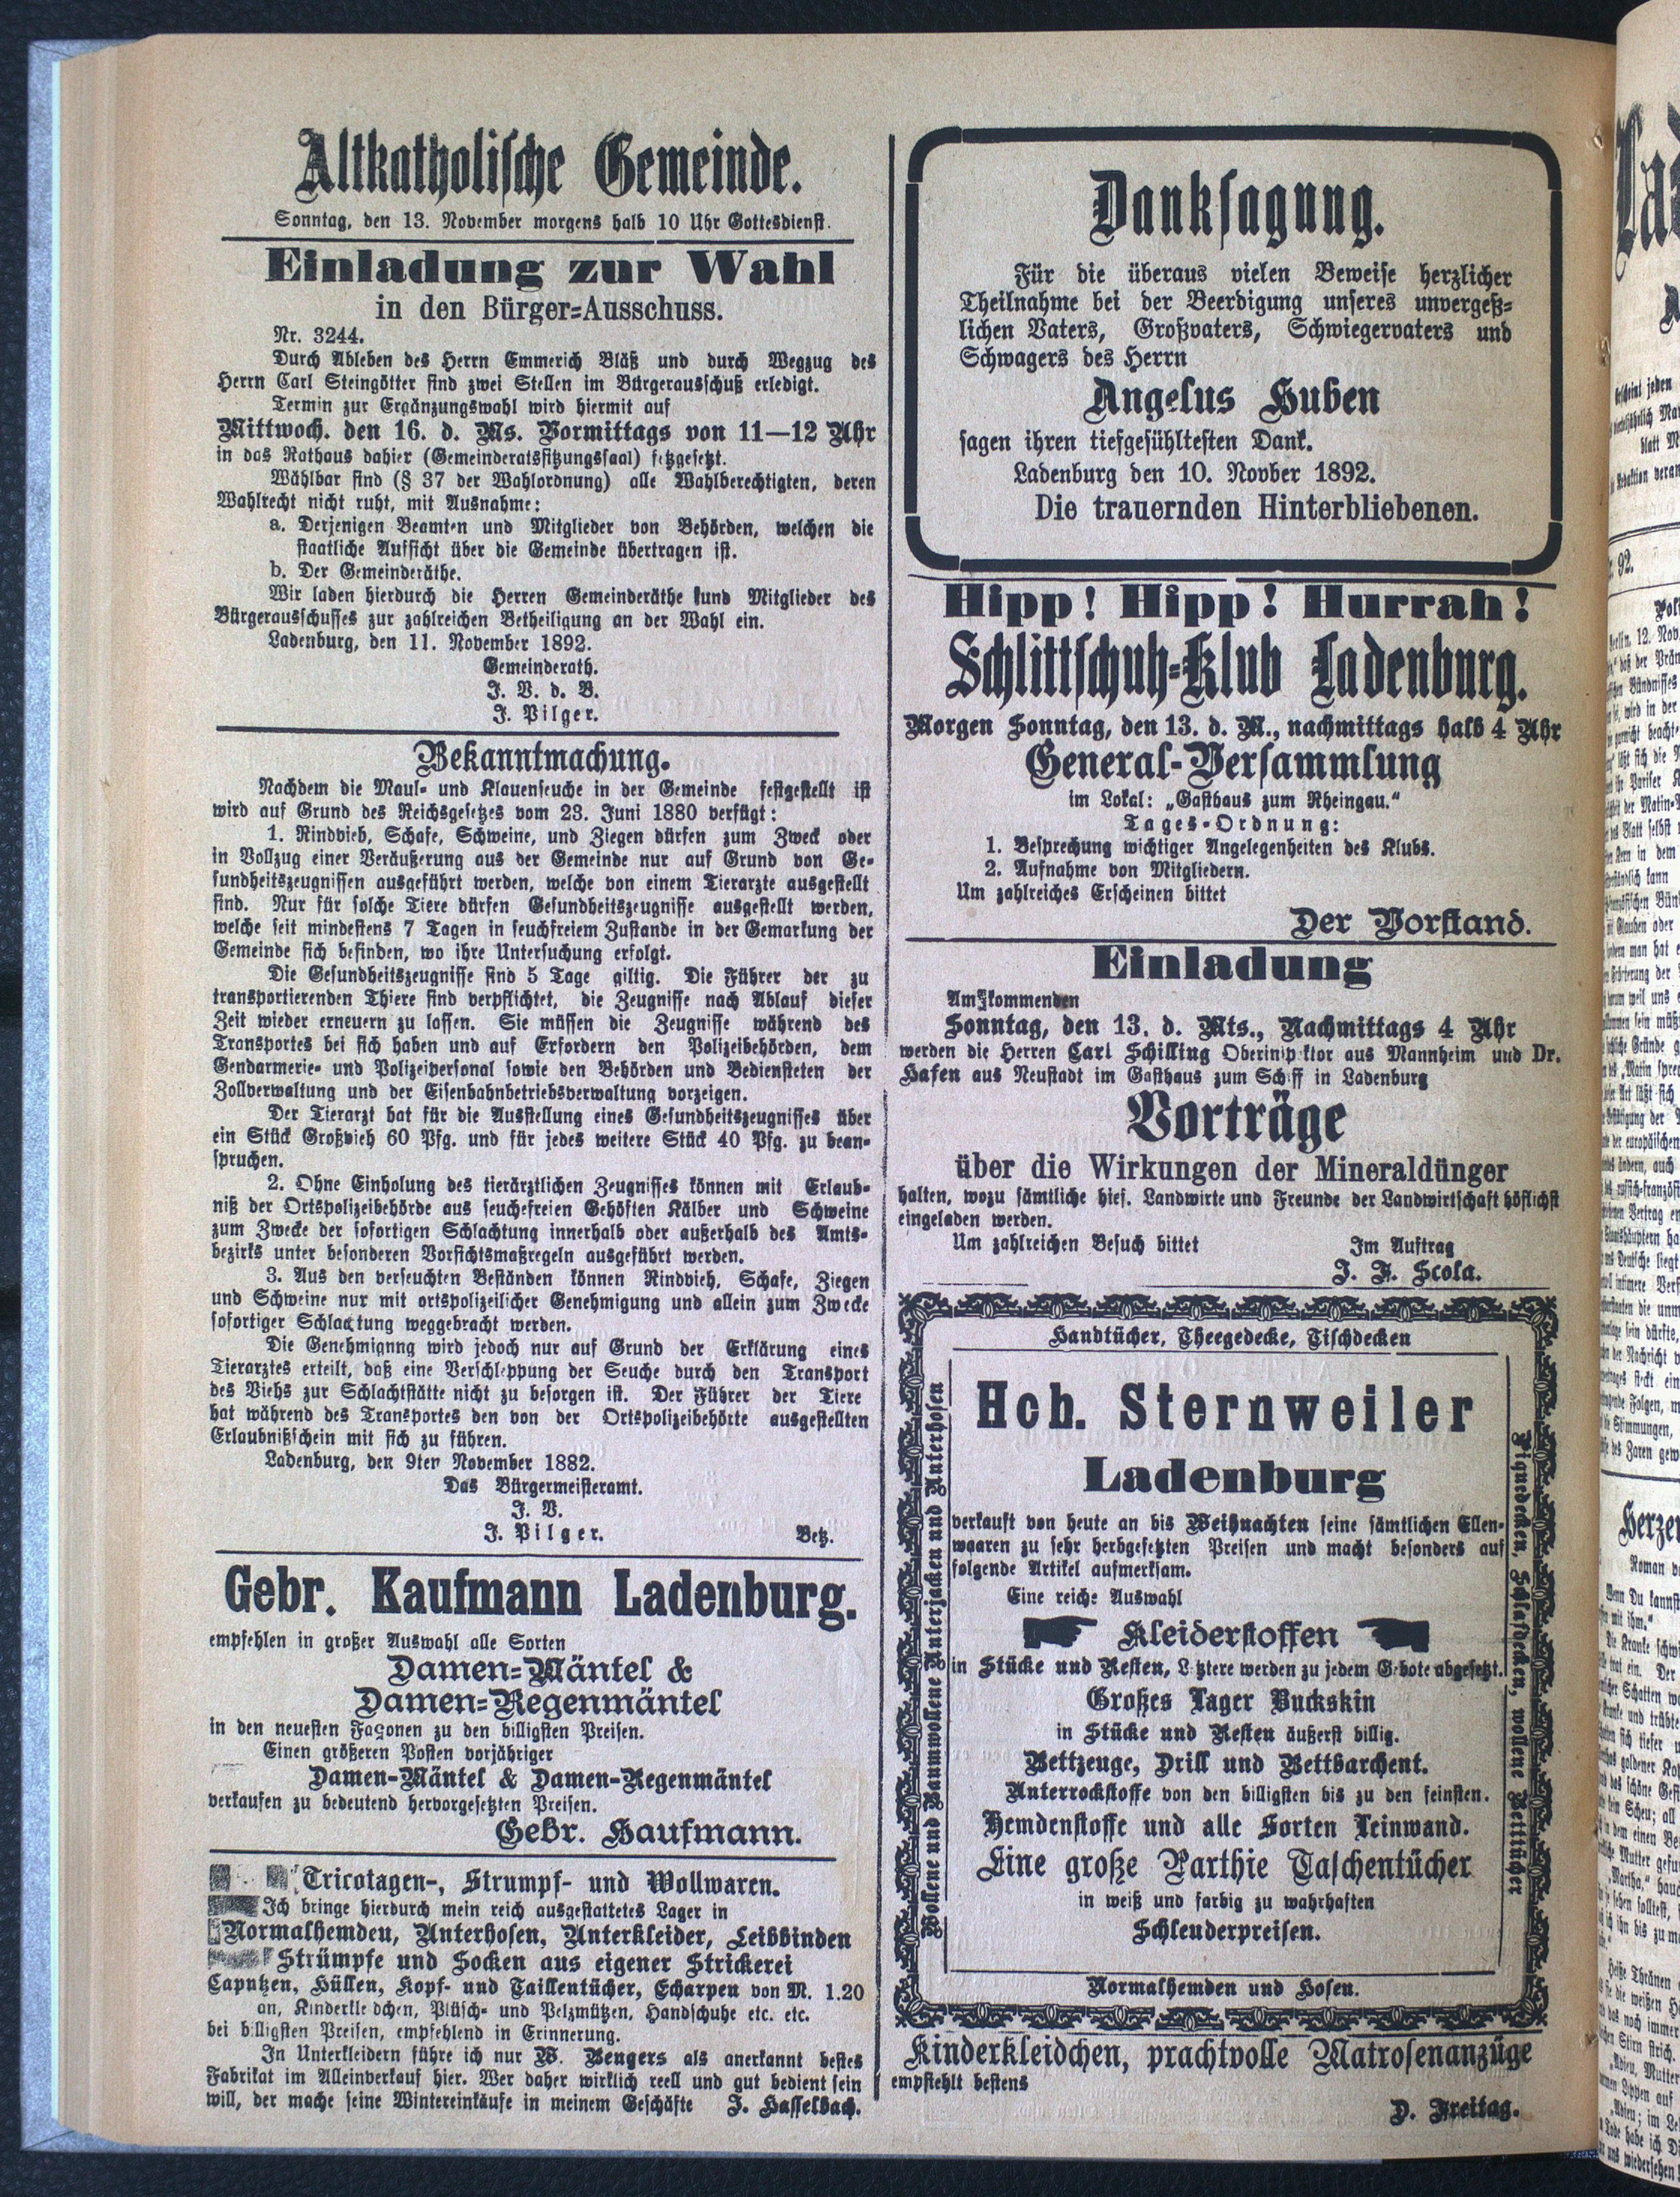 Altkatholische Gemeinde.
Sonntag, den 13. November morgens halb 10 Uhr Gottesdienst.
Einladung zur Wahl
in den Bürger=Ausschuss.
Nr. 3244.
Durch Ableben des Herrn Emmerich Bläß und durch Wegzug des
Herrn Carl Steingötter sind zwei Stellen im Bürgerausschuß erledigt.
Termin zur Ergänzungswahl wird hiermit auf
Mittwoch. den 16. d. Ms. Vormittags von 11—12 Uhr
in das Rathaus dahier (Gemeinderatssitzungssaal) festgesetzt.
Wählbar sind (§ 37 der Wahlordnung) alle Wahlberechtigten, deren
Wahlrecht nicht ruht, mit Ausnahme:
a. Derjenigen Beamten und Mitglieder von Behörden, welchen die
staatliche Aufsicht über die Gemeinde übertragen ist.
b. Der Gemeinderäthe.
Wir laden hierdurch die Herren Gemeinderäthe und Mitglieder des
Bürgerausschusses zur zahlreichen Betheiligung an der Wahl ein.
Ladenburg, den 11. November 1892.
Gemeinderath.
J. V. d. B.
J. Pilger.
Bekanntmachung.
Nachdem die Maul- und Klauenseuche in der Gemeinde festgestellt ist
wird auf Grund des Reichsgesetzes vom 23. Juni 1880 verfügt:
1. Rindvieh, Schafe, Schweine, und Ziegen dürfen zum Zweck oder
in Vollzug einer Veräußerung aus der Gemeinde nur auf Grund von Ge-
sundheitszeugnissen ausgeführt werden, welche von einem Tierarzte ausgestellt
sind. Nur für solche Tiere dürfen Gesundheitszeugnisse ausgestellt werden,
welche seit mindestens 7 Tagen in seuchfreiem Zustande in der Gemarkung der
Gemeinde sich befinden, wo ihre Untersuchung erfolgt.
Die Gesundheitszeugnisse sind 5 Tage giltig. Die Führer der zu
transportierenden Thiere sind verpflichtet, die Zeugnisse nach Ablauf dieser
Zeit wieder erneuern zu lassen. Sie müssen die Zeugnisse während des
Transportes bei sich haben und auf Erfordern den Polizeibehörden, dem
Gendarmerie- und Polizeipersonal sowie den Behörden und Bediensteten der
Zollverwaltung und der Eisenbahnbetriebsverwaltung vorzeigen.
Der Tierarzt hat für die Ausstellung eines Gesundheitszeugnisses über
ein Stück Großvieh 60 Pfg. und für jedes weitere Stück 40 Pfg. zu bean-
spruchen.
2. Ohne Einholung des tierärztlichen Zeugnisses können mit Erlaub-
niß der Ortspolizeibehörde aus seuchefreien Gehöften Kälber und Schweine
zum Zwecke der sofortigen Schlachtung innerhalb oder außerhalb des Amts-
bezirks unter besonderen Vorsichtsmaßregeln ausgeführt werden.
3. Aus den verseuchten Beständen können Rindvieh, Schafe, Ziegen
und Schweine nur mit ortspolizeilicher Genehmigung und allein zum Zwecke
sofortiger Schlachtung weggebracht werden.
Die Genehmignng wird jedoch nur auf Grund der Erklärung eines
Tierarztes erteilt, daß eine Verschleppung der Seuche durch den Transport
des Viehs zur Schlachtstätte nicht zu besorgen ist. Der Führer der Tiere
hat während des Transportes den von der Ortspolizeibehörte ausgestellten
Erlaubnißschein mit sich zu führen.
Ladenburg, den 9ten November 1882.
Das Bürgermeisteramt.
J. V.
J. Pilger. Betz.
Gebr. Kaufmann Ladenburg.
empfehlen in großer Auswahl alle Sorten
Damen=Mäntel &
Damen=Regenmäntel
in den neuesten Façonen zu den billigsten Preisen.
Einen größeren Posten vorjähriger
Damen-Mäntel & Damen-Regenmäntel
verkaufen zu bedeutend hervorgesetzten Preisen.
Gebr. Kaufmann.
Tricotagen-, Strumpf- und Wollwaren.
Ich bringe hierdurch mein reich ausgestattetes Lager in
Normalhemden, Unterhosen, Unterkleider, Leibbinden
Strümpfe und Socken aus eigener Strickerei
Caputzen, Hüllen, Kopf- und Taillentücher, Echarpen von M. 1.20
an, Kinderkleidchen, Plüsch- und Pelzmützen, Handschuhe etc. etc.
bei billigsten Preisen, empfehlend in Erinnerung.
In Unterkleidern führe ich nur W. Bengers als anerkannt bestes
Fabrikat im Alleinverkauf hier. Wer daher wirklich reell und gut bedient sein
will, der mache seine Wintereinkäufe in meinem Geschäfte J. Hasselbach.
Danksagung.
Für die überaus vielen Beweise herzlicher
Theilnahme bei der Beerdigung unseres unvergeß=
lichen Vaters, Großvaters, Schwiegervaters und
Schwagers des Herrn
Angelus Huben
sagen ihren tiefgefühltesten Dank.
Ladenburg den 10. Novber 1892.
Die trauernden Hinterbliebenen.
Hipp! Hipp! Hurrah!
Schlittschuh=Klub Ladenburg.
Morgen Sonntag, den 13. d. M., nachmittags halb 4 Uhr
General-Versammlung
im Lokal: „Gasthaus zum Rheingau.“
Tages-Ordnung:
1. Besprechung wichtiger Angelegenheiten des Klubs.
2. Aufnahme von Mitgliedern.
Um zahlreiches Erscheinen bittet
Der Vorstand.
Einladung
Am kommenden
Sonntag, den 13. d. Mts., Nachmittags 4 Uhr
werden die Herren Carl Schilling Oberinspektor aus Mannheim und Dr.
Hafen aus Neustadt im Gasthaus zum Schiff in Ladenburg
Vorträge
über die Wirkungen der Mineraldünger
halten, wozu sämtliche hies. Landwirte und Freunde der Landwirtschaft höflichst
eingeladen werden.
Um zahlreichen Besuch bittet Im Auftrag
J. F. Scola.
Handtücher, Theegedecke, Tischdecken
Wollene und Baumwollene Unterjacken und Unterhosen
Hch. Sternweiler
Ladenburg
verkauft von heute an bis Weihnachten seine sämtlichen Ellen-
waaren zu sehr herbgesetzten Preisen und macht besonders auf
folgende Artikel aufmerksam.
Eine reiche Auswahl
Kleiderstoffen
in Stücke und Resten, Letztere werden zu jedem Gebote abgesetzt.
Großes Lager Buckskin
in Stücke und Resten äußerst billig.
Bettzeuge, Drill und Bettbarchent.
Unterrockstoffe von den billigsten bis zu den feinsten.
Hemdenstoffe und alle Sorten Leinwand.
Eine große Parthie Taschentücher
in weiß und farbig zu wahrhaften
Schleuderpreisen.
Piquedecken, Schlafdecken, wollene Betttücher
Normalhemden und Hosen.
Kinderkleidchen, prachtvolle Matrosenanzüge
empfiehlt bestens
D. Freitag.